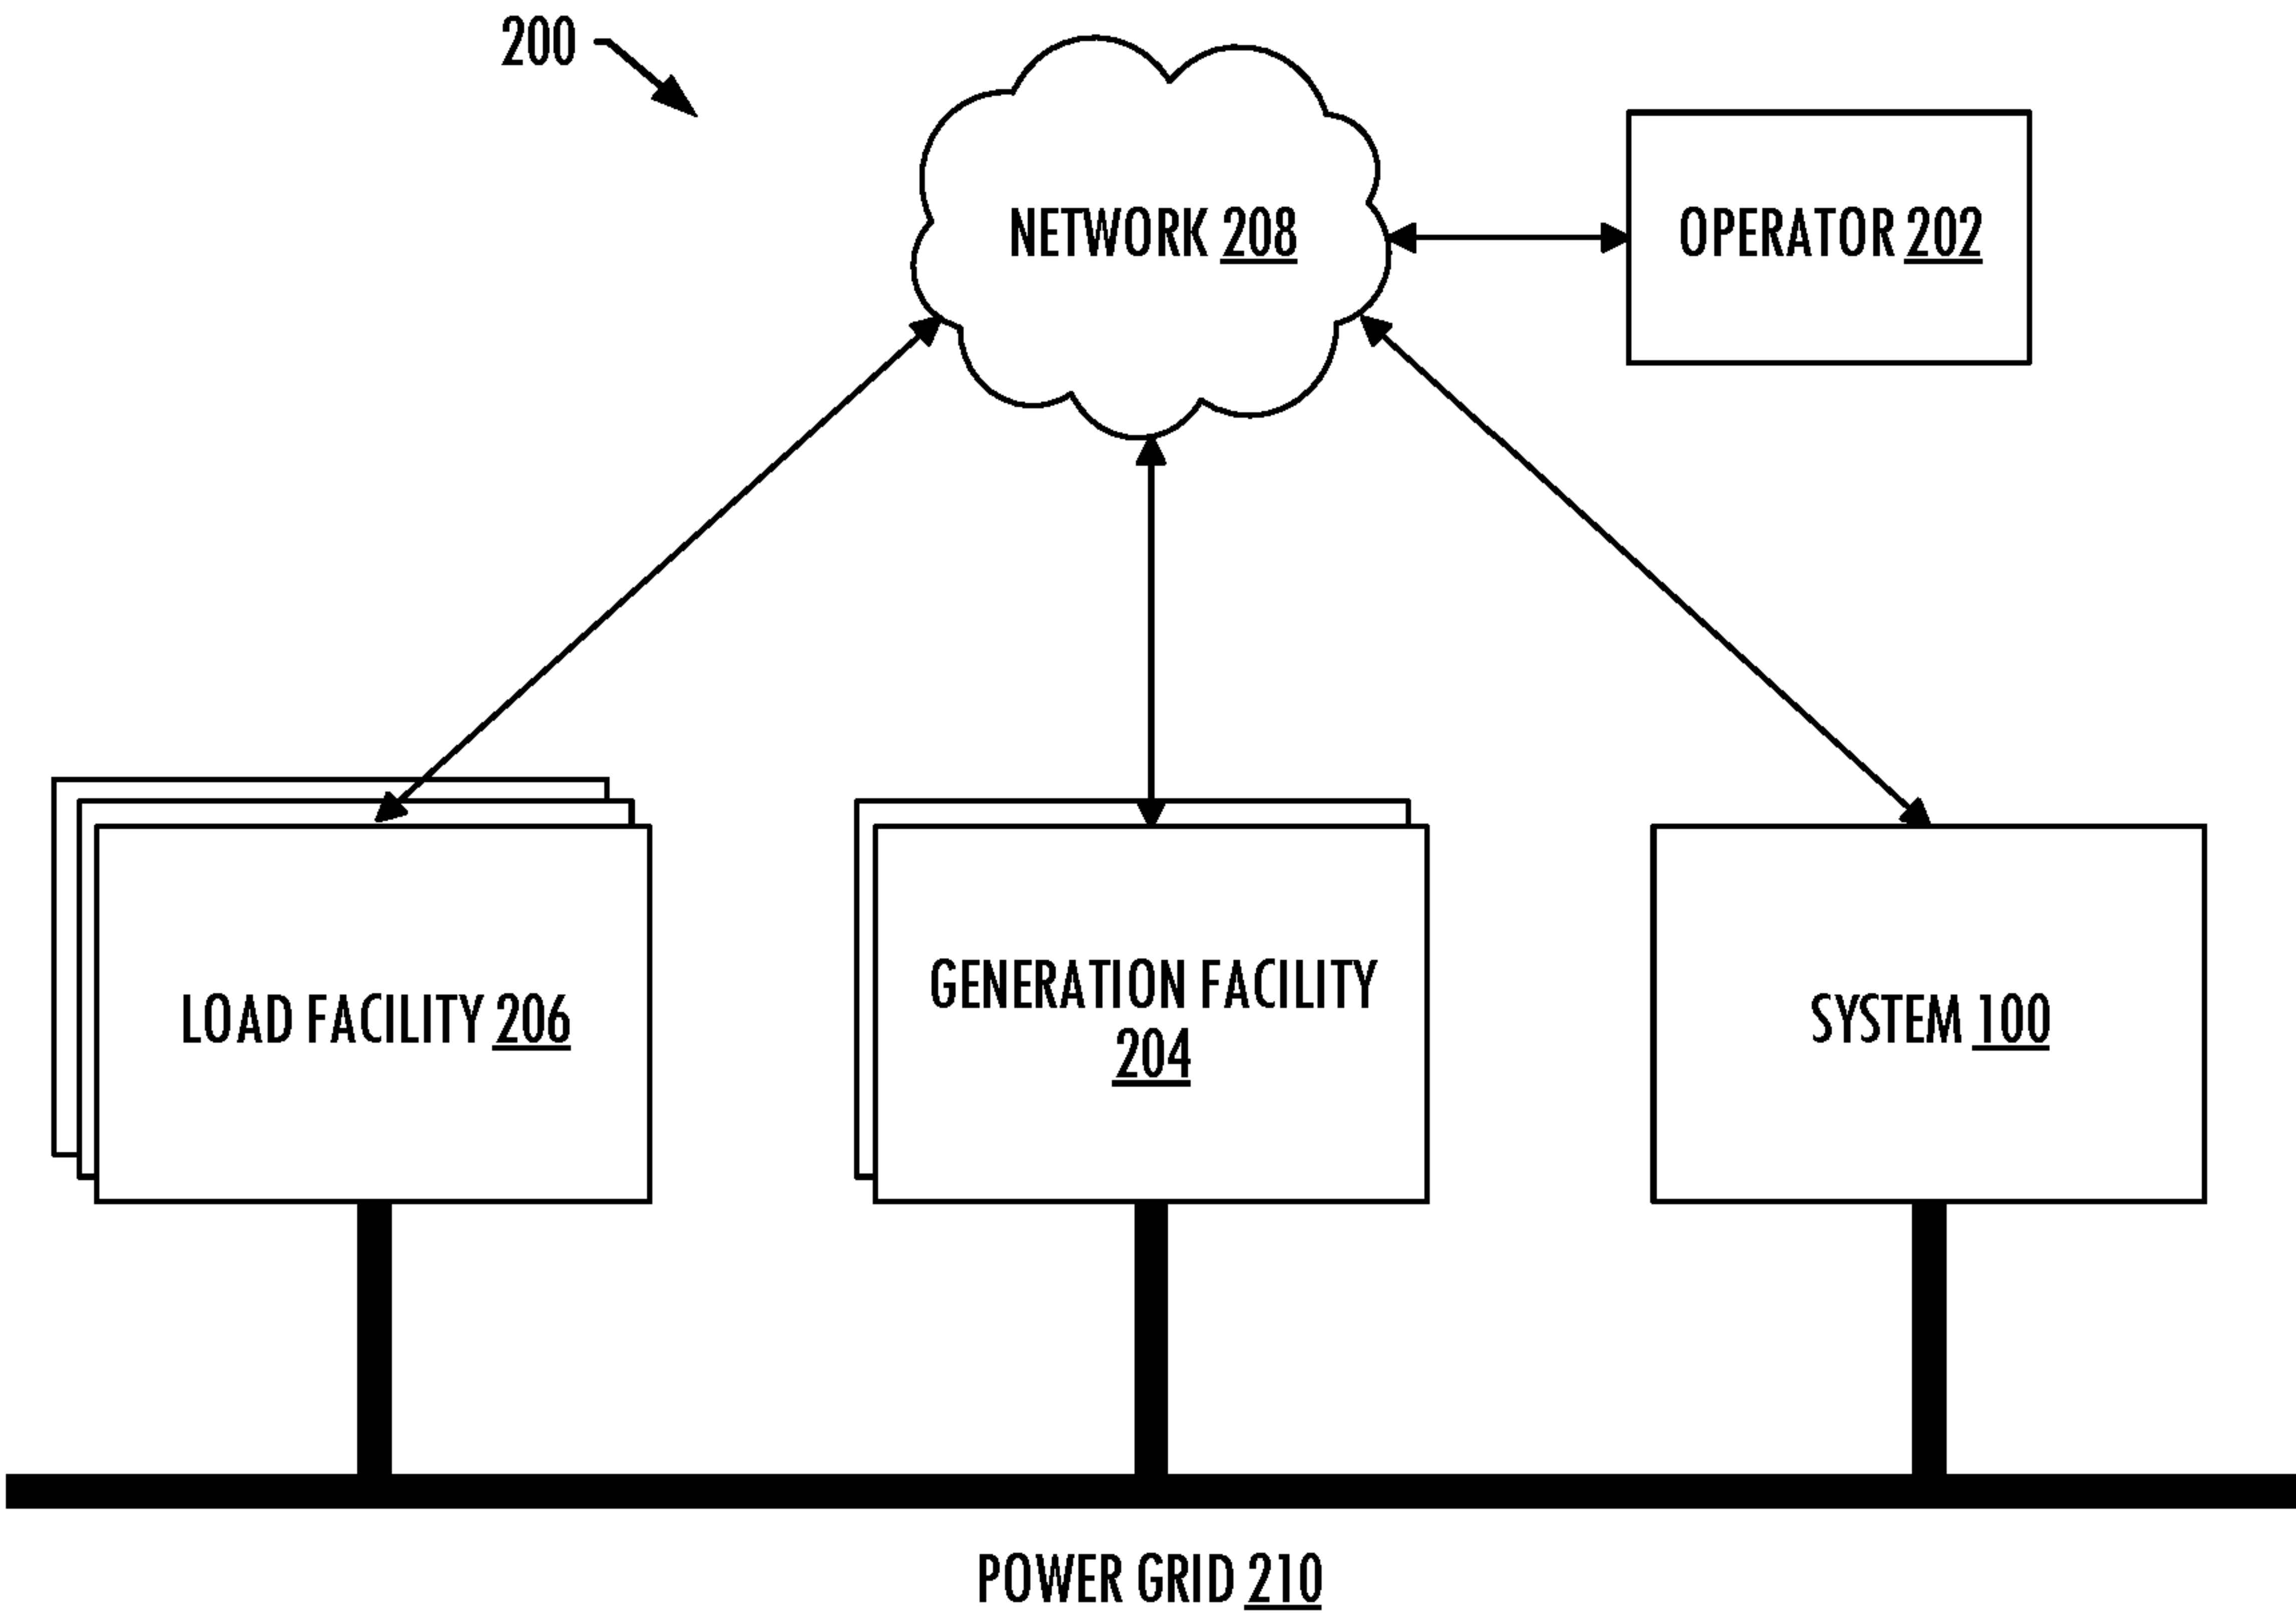 200
NETWORK 208
OPERATOR 202
LOAD FACILITY 206
GENERATION FACILITY
204
SYSTEM 100
POWER GRID 210